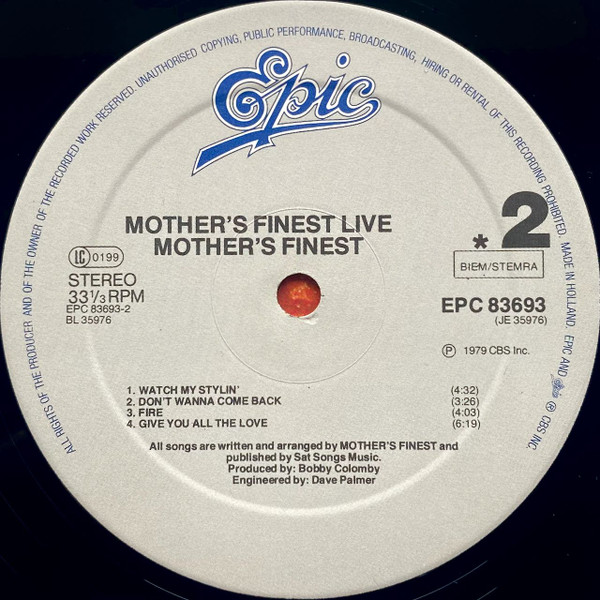 ALL RIGHTS OF THE PRODUCER AND OF THE OWNER OF THE RECORDED WORK RESERVED. UNAUTHORISED COPYING, PUBLIC PERFORMANCE, BROADCASTING, HIRING OR RENTAL OF THIS RECORDING PROHIBITED. MADE IN HOLLAND. EPIC AND Epic ® CBS INC.
Epic
MOTHER'S FINEST LIVE
MOTHER'S FINEST
* 2
BIEM/STEMRA
LC 0199
STEREO
33⅓ RPM
EPC 83693-2
BL 35976
EPC 83693
(JE 35976)
Ⓟ 1979 CBS Inc.
1. WATCH MY STYLIN' (4:32)
2. DON'T WANNA COME BACK (3:26)
3. FIRE (4:03)
4. GIVE YOU ALL THE LOVE (6:19)
All songs are written and arranged by MOTHER'S FINEST and
published by Sat Songs Music.
Produced by: Bobby Colomby
Engineered by: Dave Palmer